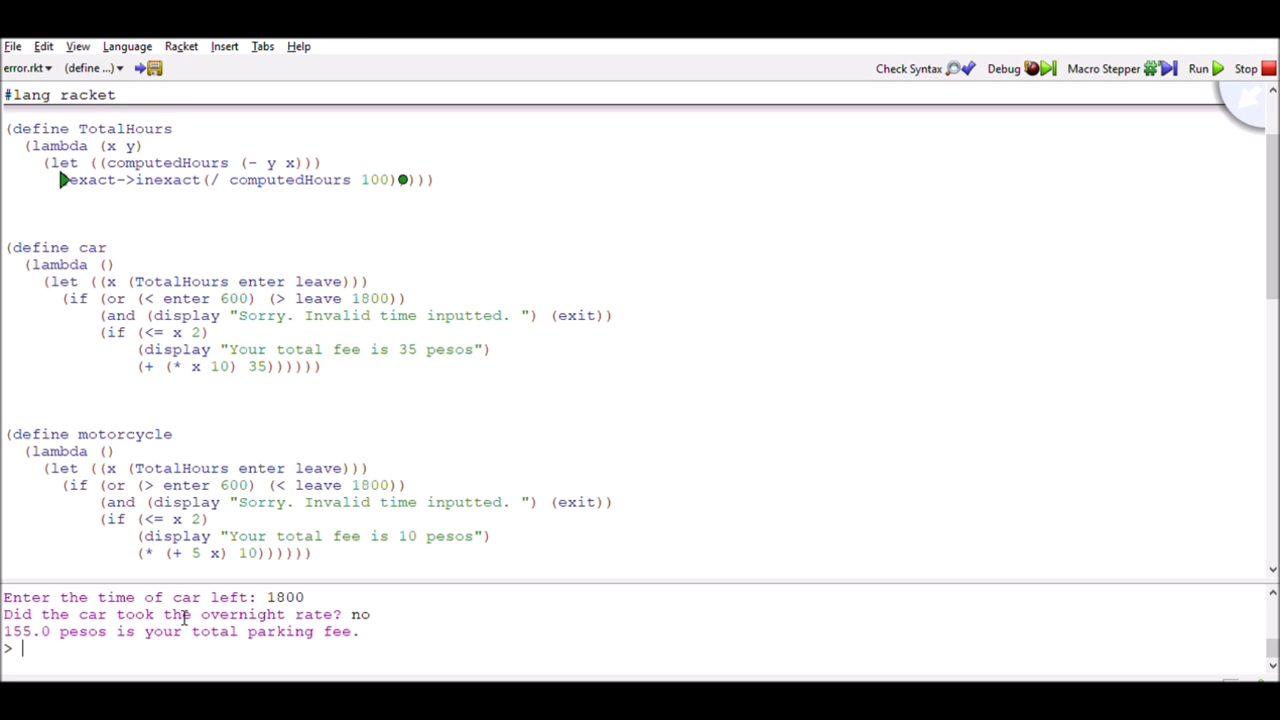 File Edit View Language Racket Insert Tabs Help
error.rkt▾ (define ...)▾ Check Syntax Debug Macro Stepper Run Stop
#lang racket
(define TotalHours
(lambda (x y)
(let ((computedHours (- y x)))
exact->inexact(/ computedHours 100))))
(define car
(lambda ()
(let ((x (TotalHours enter leave)))
(if (or (< enter 600) (> leave 1800))
(and (display "Sorry. Invalid time inputted. ") (exit))
(if (<= x 2)
(display "Your total fee is 35 pesos")
(+ (* x 10) 35))))))
(define motorcycle
(lambda ()
(let ((x (TotalHours enter leave)))
(if (or (> enter 600) (< leave 1800))
(and (display "Sorry. Invalid time inputted. ") (exit))
(if (<= x 2)
(display "Your total fee is 10 pesos")
(* (+ 5 x) 10))))))
Enter the time of car left: 1800
Did the car took the overnight rate? no
155.0 pesos is your total parking fee.
>